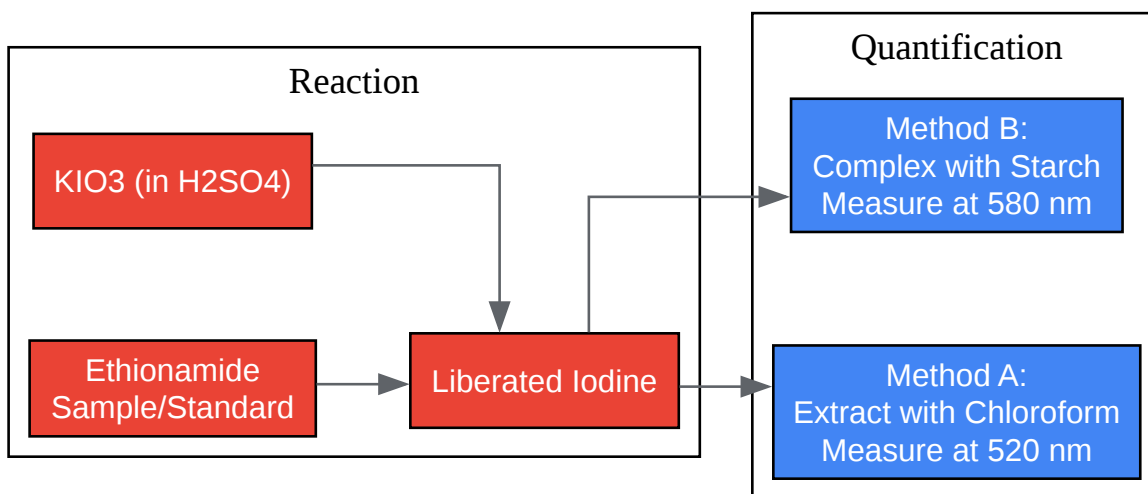 Reaction
KIO3 (in H2SO4)
Ethionamide
Sample/Standard
Liberated Iodine
Quantification
Method B:
Complex with Starch
Measure at 580 nm
Method A:
Extract with Chloroform
Measure at 520 nm